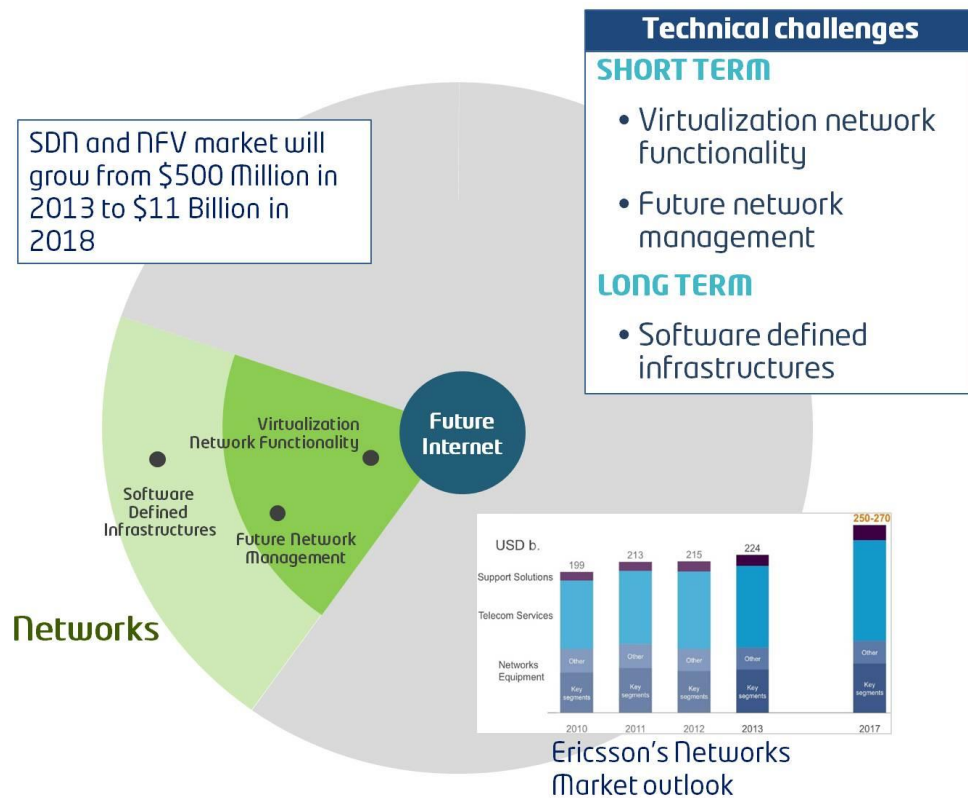 Technical challenges
SHORT TERM
• Virtualization network
functionality
• Future network
management
LONG TERM
• Software defined
infrastructures
SDN and NFV market will
grow from $500 Million in
2013 to $11 Billion in
2018
Future
Internet
Virtualization
Network Functionality
Software
Defined
Infrastructures
Future Network
Management
Networks
USD b.
Support Solutions
Telecom Services
Networks
Equipment
199
213
215
224
250-270
Other
Other
Other
Other
Other
Key
segments
Key
segments
Key
segments
Key
segments
Key
segments
2010
2011
2012
2013
2017
Ericsson's Networks
Market outlook